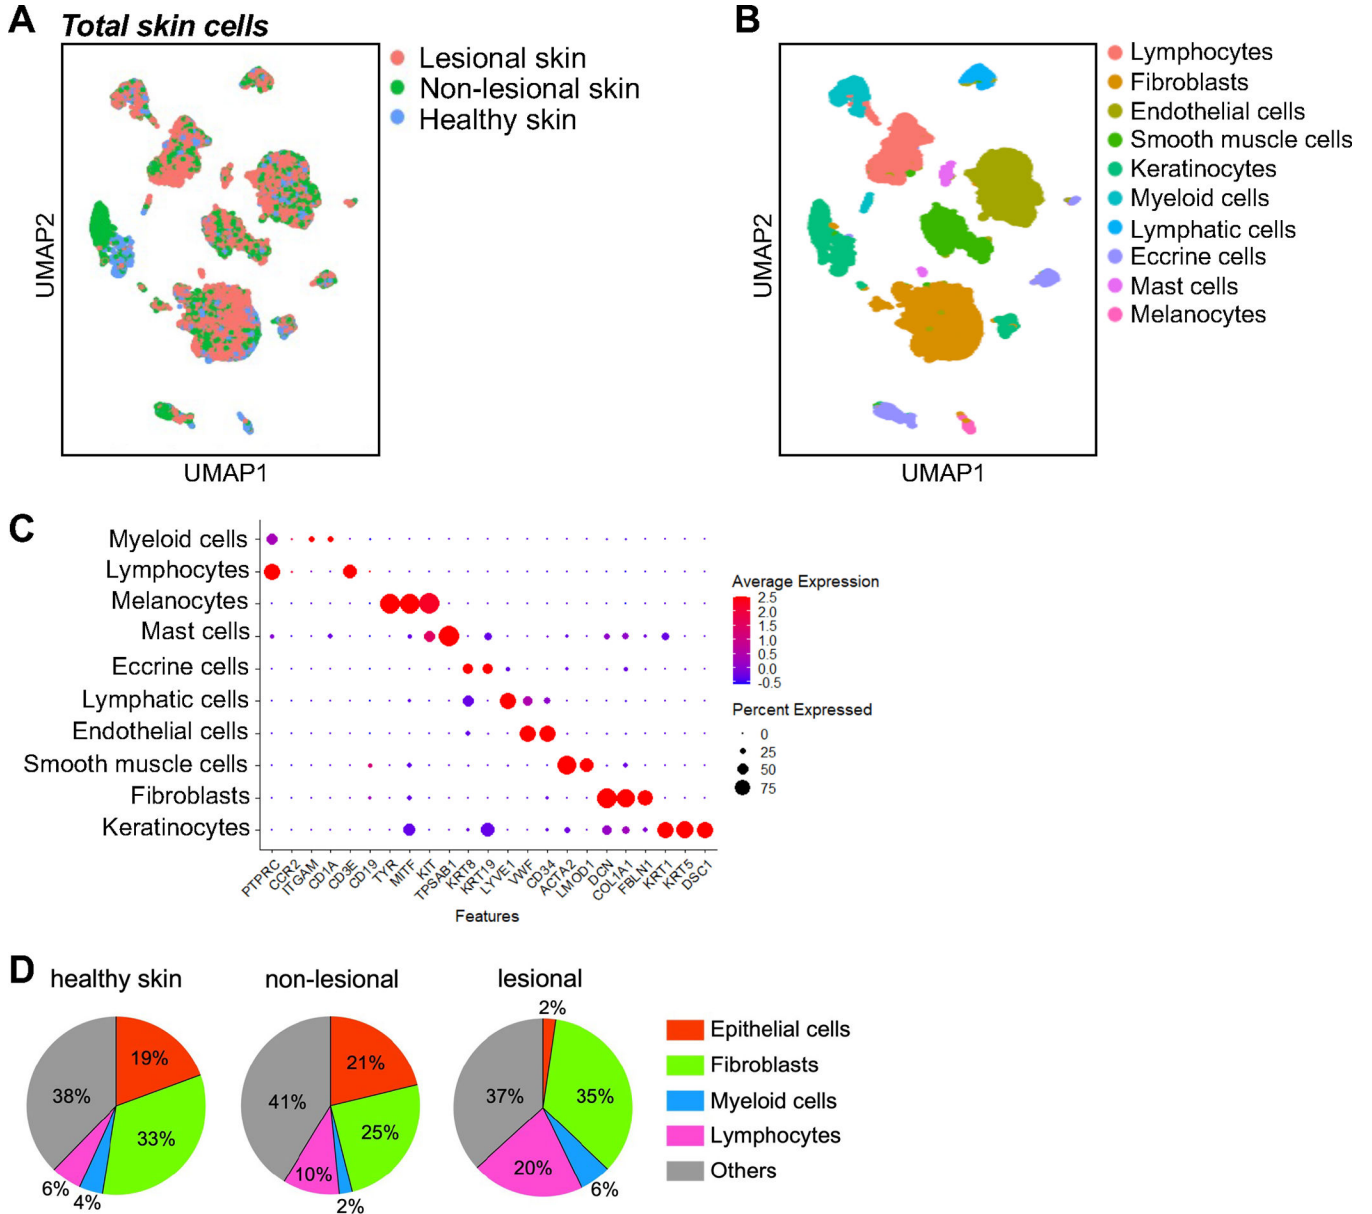 A
Total skin cells
Lesional skin
Non-lesional skin
Healthy skin
UMAP2
UMAP1
B
Lymphocytes
Fibroblasts
Endothelial cells
Smooth muscle cells
Keratinocytes
Myeloid cells
Lymphatic cells
Eccrine cells
Mast cells
Melanocytes
UMAP2
UMAP1
C
Myeloid cells
Lymphocytes
Melanocytes
Mast cells
Eccrine cells
Lymphatic cells
Endothelial cells
Smooth muscle cells
Fibroblasts
Keratinocytes
PTPRC
CCR2
ITGAM
CD1A
CD3E
CD19
TYR
MITF
KIT
TPSAB1
KRT8
KRT19
LYVE1
VWF
CD34
ACTA2
LMOD1
DCN
COL1A1
FBLN1
KRT1
KRT5
DSC1
Features
Average Expression
2.5
1.5
1.5
0.5
0.0
-0.5
Percent Expressed
0
25
50
75
D
healthy skin
19%
33%
4%
6%
38%
non-lesional
21%
25%
2%
10%
41%
lesional
2%
35%
6%
20%
37%
Epithelial cells
Fibroblasts
Myeloid cells
Lymphocytes
Others